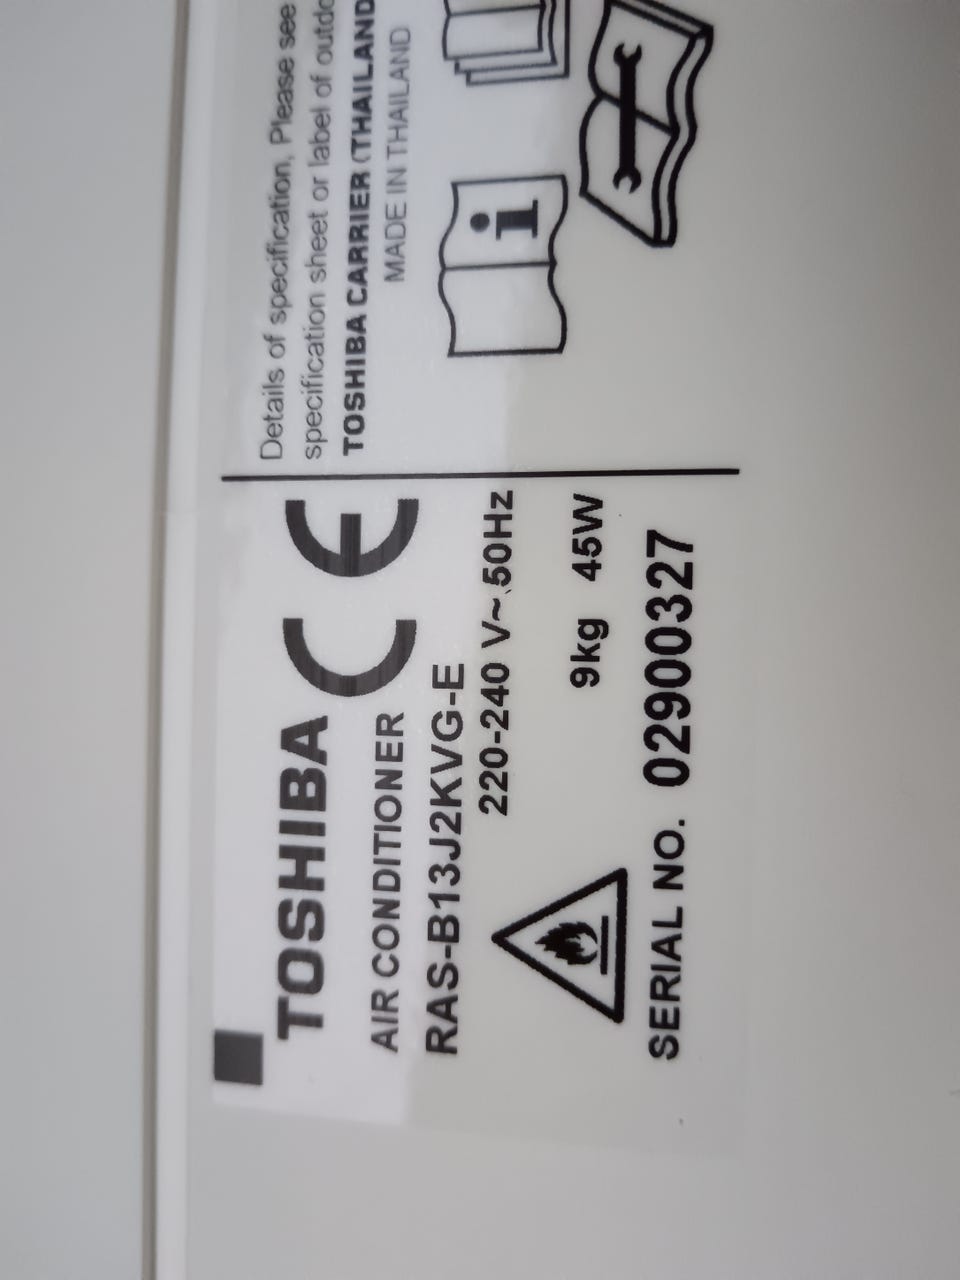 TOSHIBA CE
AIR CONDITIONER
RAS-B13J2KVG-E
220-240 V~,50Hz
9kg 45W
SERIAL NO. 02900327
Details of specification, Please see
specification sheet or label of
TOSHIBA CARRIER (THAILAND
MADE IN THAILAND
i